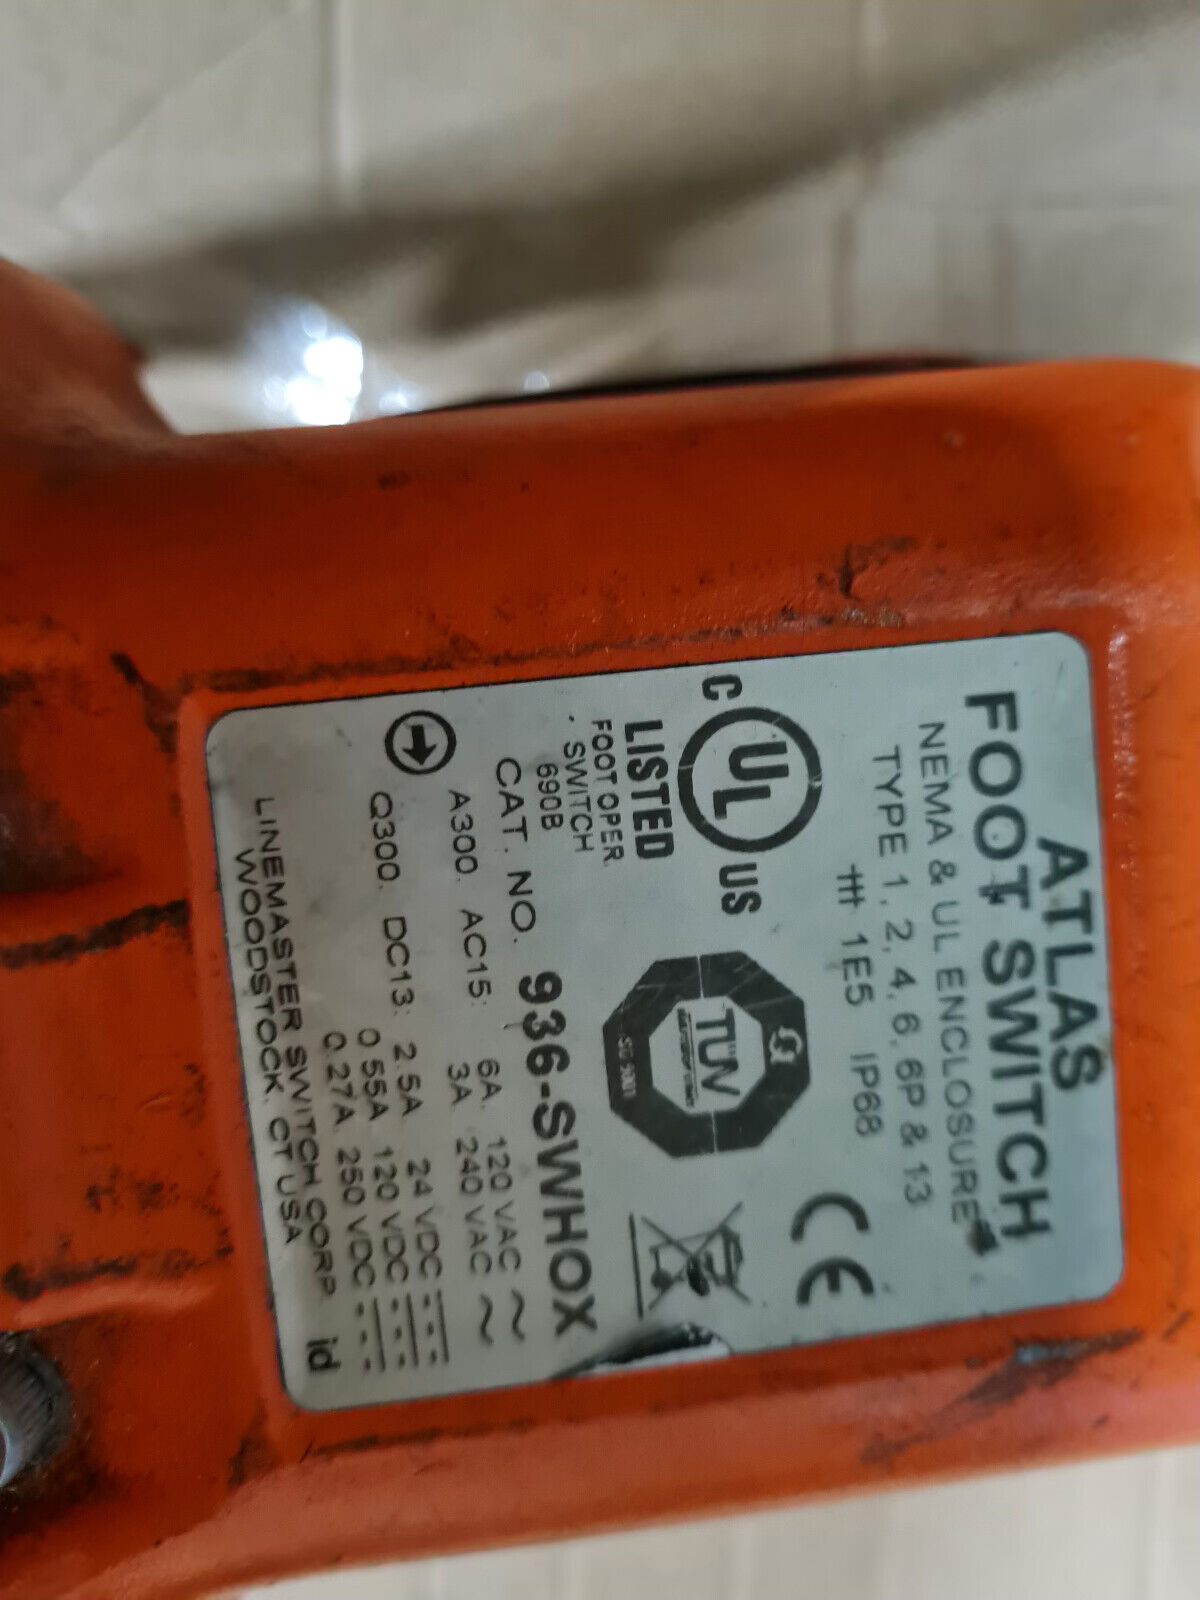 ATLAS
FOOT SWITCH
NEMA & UL ENCLOSURE
TYPE 1, 2, 4, 6, 6P & 13
1E5 IP68
CE
C UL US
LISTED
FOOT OPER.
SWITCH
690B
TÜV
CAT. NO. 936-SWHOX
A300, AC15: 6A, 120 VAC ~
3A 240 VAC ~
Q300, DC13: 2.5A 24 VDC
0.55A 120 VDC
0.27A 250 VDC
LINEMASTER SWITCH CORP. id
WOODSTOCK, CT USA